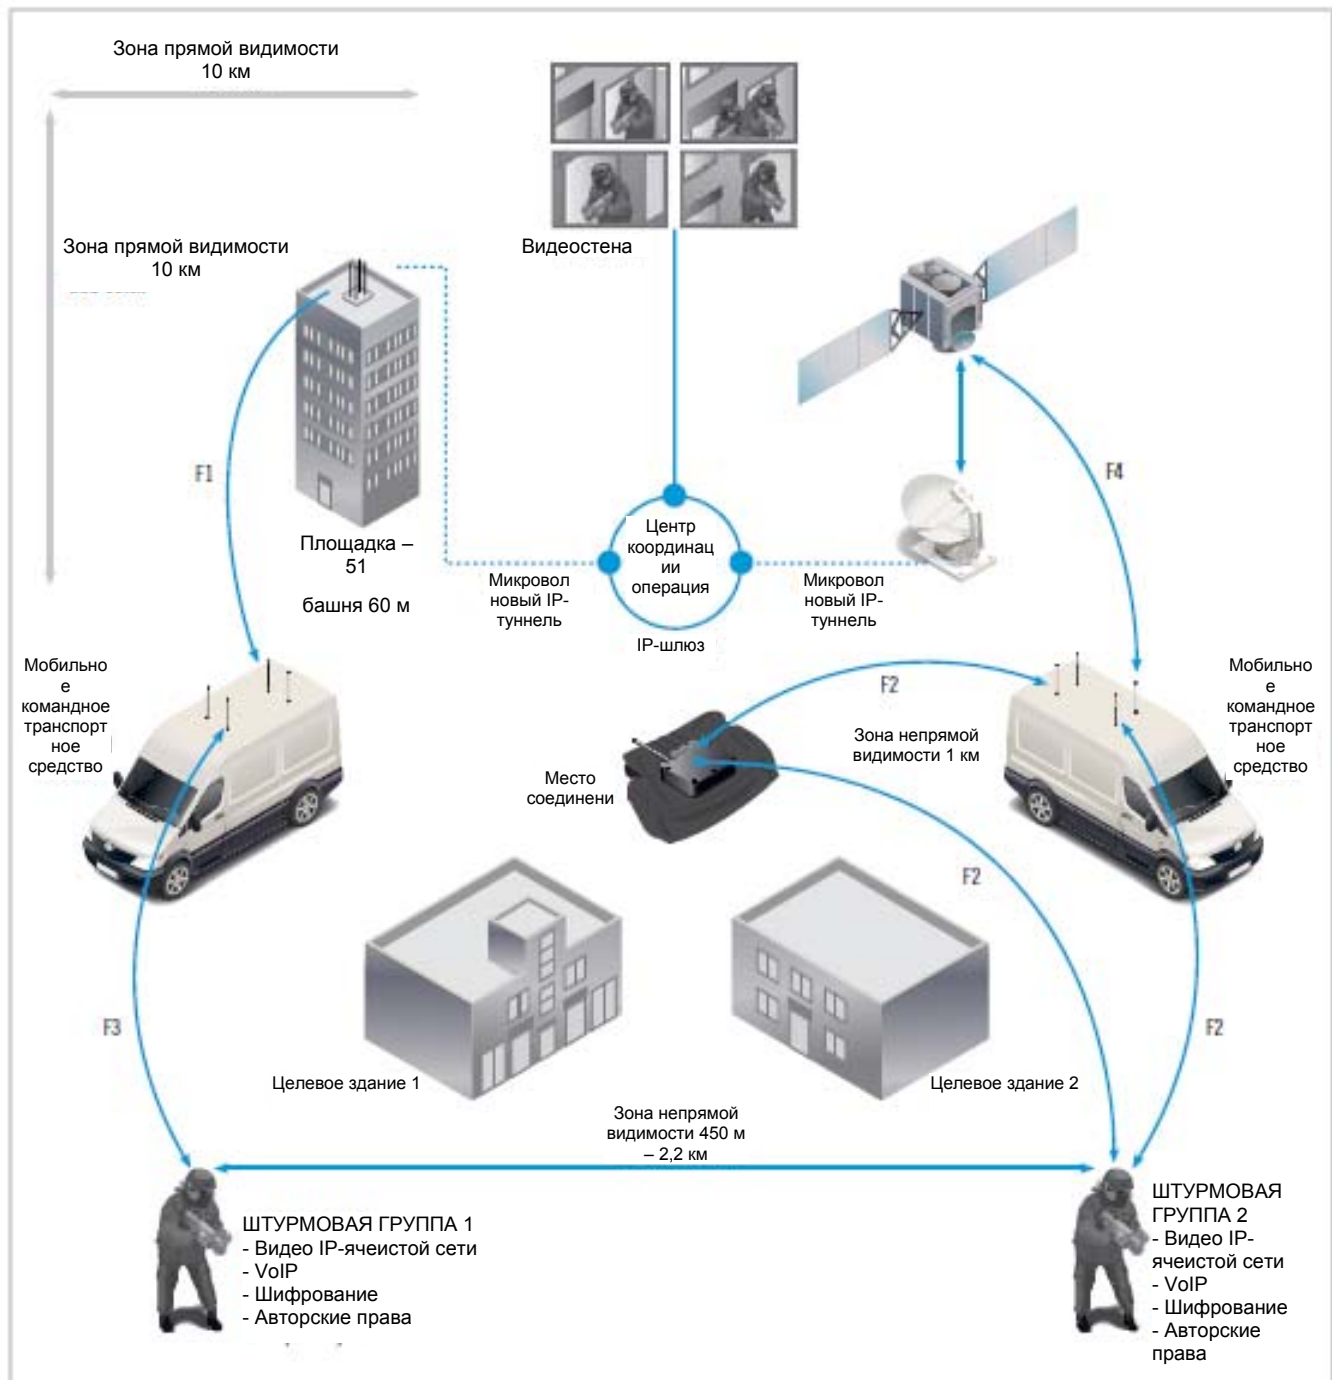 Зона прямой видимости
10 км
Зона прямой видимости
10 км
Видеостена
F1
F4
Площадка –
51
башня 60 м
Центр
координац
ии
операция
Микровол
новый IP-
туннель
Микровол
новый IP-
туннель
IP-шлюз
Мобильно
е
командное
транспорт
ное
средство
F2
Мобильно
е
командное
транспорт
ное
средство
Зона непрямой
видимости 1 км
Место
соединени
F2
F3
F2
Целевое здание 1
Целевое здание 2
Зона непрямой
видимости 450 м
– 2,2 км
ШТУРМОВАЯ ГРУППА 1
- Видео IP-ячеистой сети
- VoIP
- Шифрование
- Авторские права
ШТУРМОВАЯ
ГРУППА 2
- Видео IP-
ячеистой сети
- VoIP
- Шифрование
- Авторские
права